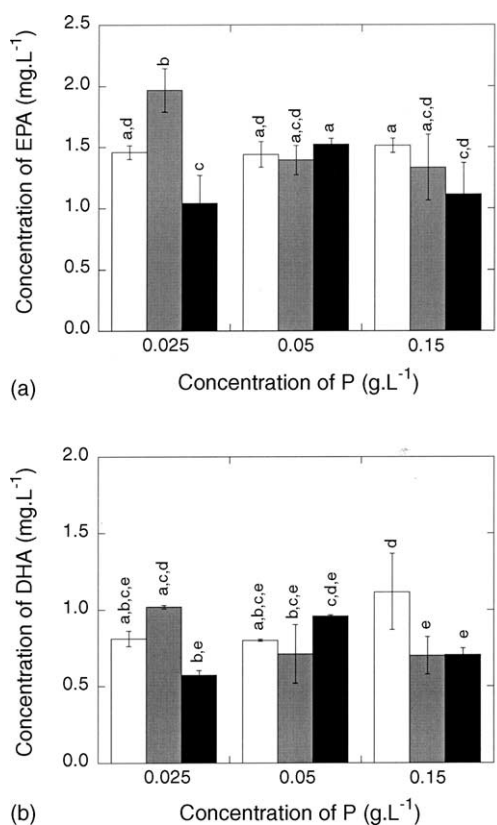 2.5
2.0
1.5
1.0
0.5
0.0
Concentration of EPA (mg.L⁻¹)
a,d
b
c
a,d
a,c,d
a
a
a,c,d
c,d
0.025
0.05
0.15
Concentration of P (g.L⁻¹)
(a)
2.0
1.5
1.0
0.5
0.0
Concentration of DHA (mg.L⁻¹)
a,b,c,e
a,c,d
b,e
a,b,c,e
b,c,e
c,d,e
d
e
e
0.025
0.05
0.15
Concentration of P (g.L⁻¹)
(b)